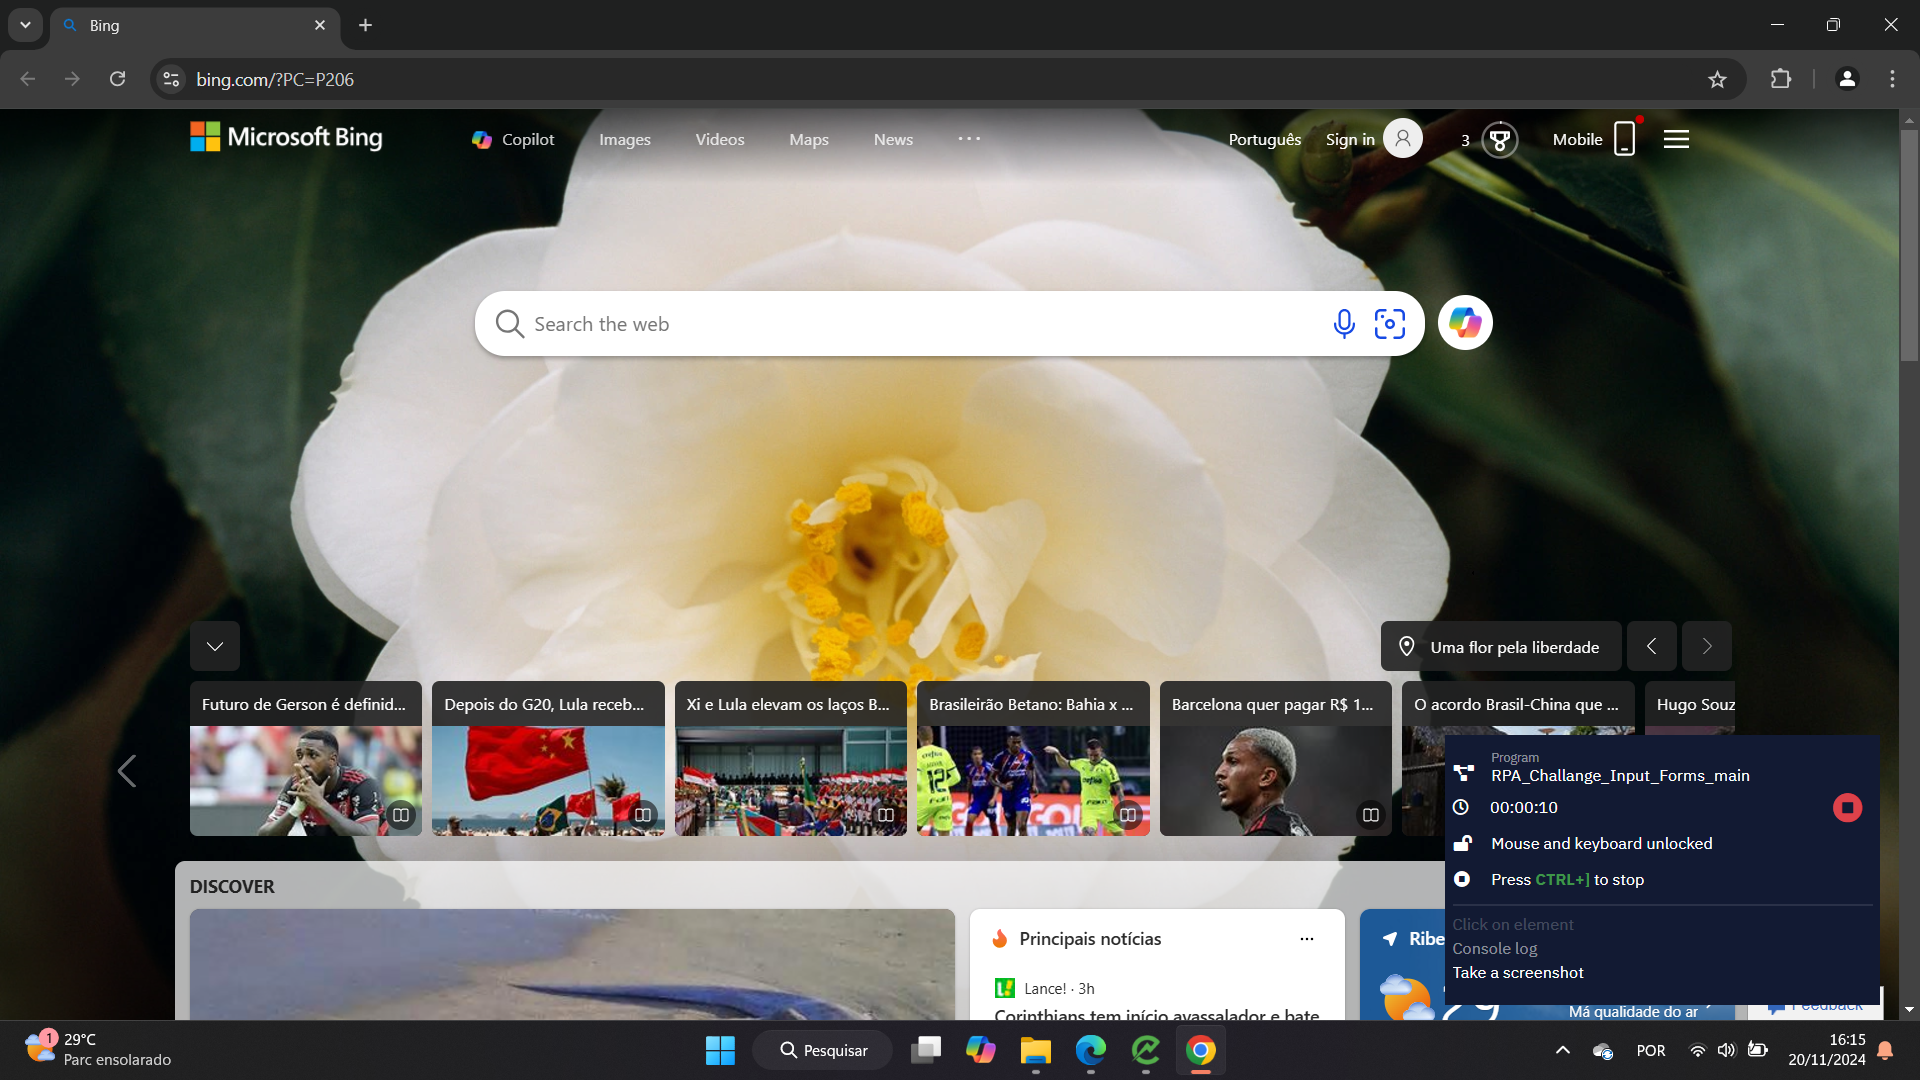 Bing
bing.com/?PC=P206
Microsoft Bing
Copilot
Images
Videos
Maps
News
Português
Sign in
3
Mobile
Search the web
Uma flor pela liberdade
Futuro de Gerson é definid...
Depois do G20, Lula receb...
Xi e Lula elevam os laços B...
Brasileirão Betano: Bahia x ...
Barcelona quer pagar R$ 1...
O acordo Brasil-China que ...
Hugo Souz
Program
RPA_Challange_Input_Forms_main
00:00:10
Mouse and keyboard unlocked
Press CTRL+] to stop
Click on element
Console log
Take a screenshot
DISCOVER
Principais notícias
Ribe
Lance! · 3h
Corinthians tem início avassalador e bate
29
Má qualidade do ar
Feedback
1
29°C
Parc ensolarado
Pesquisar
POR
16:15
20/11/2024